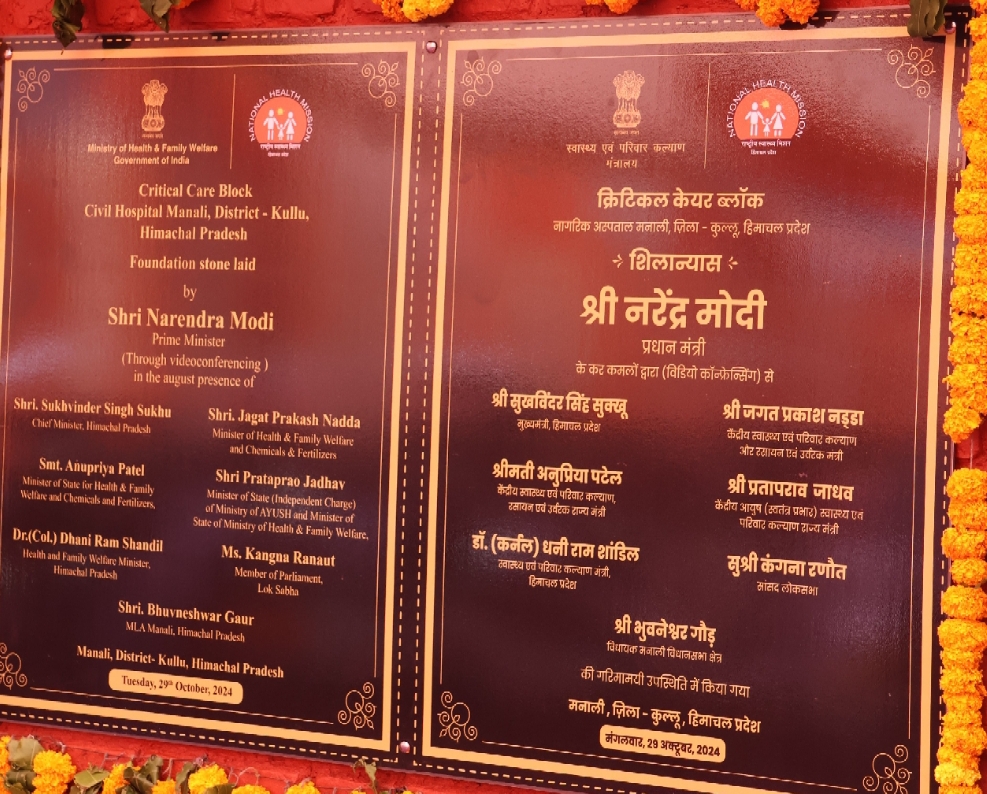 NATIONAL HEALTH MISSION
राष्ट्रीय स्वास्थ्य मिशन
Ministry of Health & Family Welfare
Government of India
Critical Care Block
Civil Hospital Manali, District - Kullu,
Himachal Pradesh
Foundation stone laid
by
Shri Narendra Modi
Prime Minister
(Through videoconferencing )
in the august presence of
Shri. Sukhvinder Singh Sukhu
Chief Minister, Himachal Pradesh
Shri. Jagat Prakash Nadda
Minister of Health & Family Welfare
and Chemicals & Fertilizers
Smt. Anupriya Patel
Minister of State for Health & Family
Welfare and Chemicals and Fertilizers,
Shri Prataprao Jadhav
Minister of State (Independent Charge)
of Ministry of AYUSH and Minister of
State of Ministry of Health & Family Welfare,
Dr.(Col.) Dhani Ram Shandil
Health and Family Welfare Minister,
Himachal Pradesh
Ms. Kangna Ranaut
Member of Parliament,
Lok Sabha
Shri. Bhuvneshwar Gaur
MLA Manali, Himachal Pradesh
Manali, District- Kullu, Himachal Pradesh
Tuesday, 29th October, 2024
NATIONAL HEALTH MISSION
राष्ट्रीय स्वास्थ्य मिशन
स्वास्थ्य एवं परिवार कल्याण
मंत्रालय
क्रिटिकल केयर ब्लॉक
नागरिक अस्पताल मनाली, ज़िला - कुल्लू, हिमाचल प्रदेश
शिलान्यास
श्री नरेंद्र मोदी
प्रधान मंत्री
के कर कमलों द्वारा (विडियो कॉन्फ्रेन्सिंग) से
श्री सुखविंदर सिंह सुक्खू
मुख्यमंत्री, हिमाचल प्रदेश
श्री जगत प्रकाश नड्डा
केंद्रीय स्वास्थ्य एवं परिवार कल्याण
और रसायन एवं उर्वरक मंत्री
श्रीमती अनुप्रिया पटेल
केंद्रीय स्वास्थ्य एवं परिवार कल्याण,
रसायन एवं उर्वरक राज्य मंत्री
श्री प्रतापराव जाधव
केंद्रीय आयुष (स्वतंत्र प्रभार) स्वास्थ्य एवं
परिवार कल्याण राज्य मंत्री
डॉ. (कर्नल) धनी राम शांडिल
स्वास्थ्य एवं परिवार कल्याण मंत्री,
हिमाचल प्रदेश
सुश्री कंगना रणौत
सांसद लोकसभा
श्री भुवनेश्वर गौड़
विधायक मनाली विधानसभा क्षेत्र
की गरिमामयी उपस्थिति में किया गया
मनाली , ज़िला - कुल्लू , हिमाचल प्रदेश
मंगलवार, 29 अक्टूबर, 2024